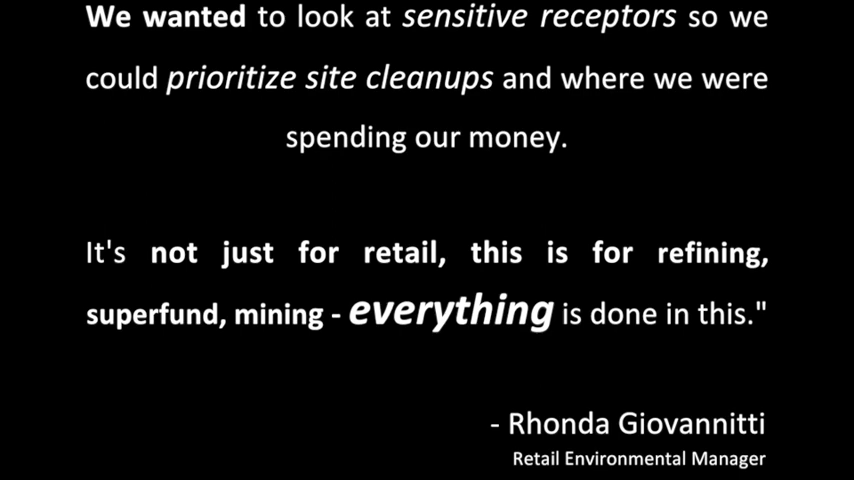 We wanted to look at sensitive receptors so we
could prioritize site cleanups and where we were
spending our money.
It's not just for retail, this is for refining,
superfund, mining - everything is done in this."
- Rhonda Giovannitti
Retail Environmental Manager